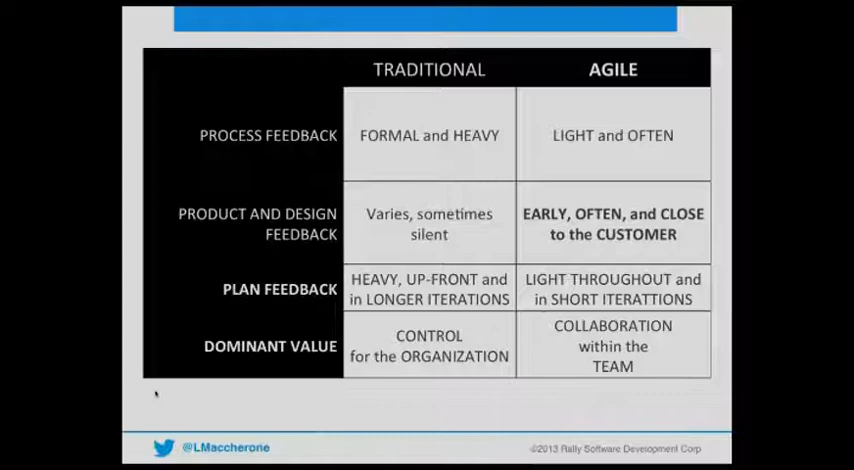 TRADITIONAL AGILE
PROCESS FEEDBACK FORMAL and HEAVY LIGHT and OFTEN
PRODUCT AND DESIGN FEEDBACK Varies, sometimes silent EARLY, OFTEN, and CLOSE to the CUSTOMER
PLAN FEEDBACK HEAVY, UP-FRONT and in LONGER ITERATIONS LIGHT THROUGHOUT and in SHORT ITERATTIONS
DOMINANT VALUE CONTROL for the ORGANIZATION COLLABORATION within the TEAM
@LMaccherone ©2013 Rally Software Development Corp